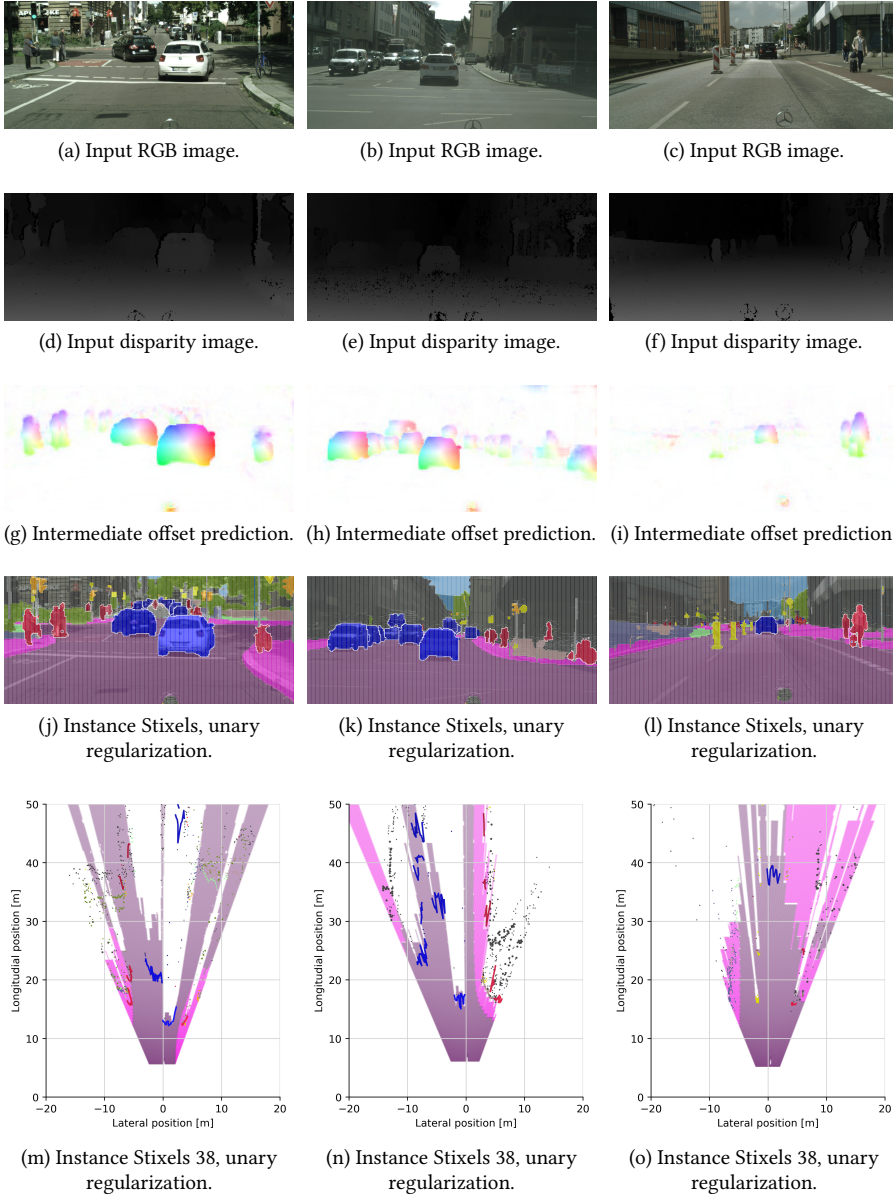 (a) Input RGB image.
(b) Input RGB image.
(c) Input RGB image.
(d) Input disparity image.
(e) Input disparity image.
(f) Input disparity image.
(g) Intermediate offset prediction.
(h) Intermediate offset prediction.
(i) Intermediate offset prediction
(j) Instance Stixels, unary
regularization.
(k) Instance Stixels, unary
regularization.
(l) Instance Stixels, unary
regularization.
50
40
30
20
10
0
Longitudial position [m]
−20
−10
0
10
20
Lateral position [m]
50
40
30
20
10
0
Longitudial position [m]
−20
−10
0
10
20
Lateral position [m]
50
40
30
20
10
0
Longitudial position [m]
−20
−10
0
10
20
Lateral position [m]
(m) Instance Stixels 38, unary
regularization.
(n) Instance Stixels 38, unary
regularization.
(o) Instance Stixels 38, unary
regularization.